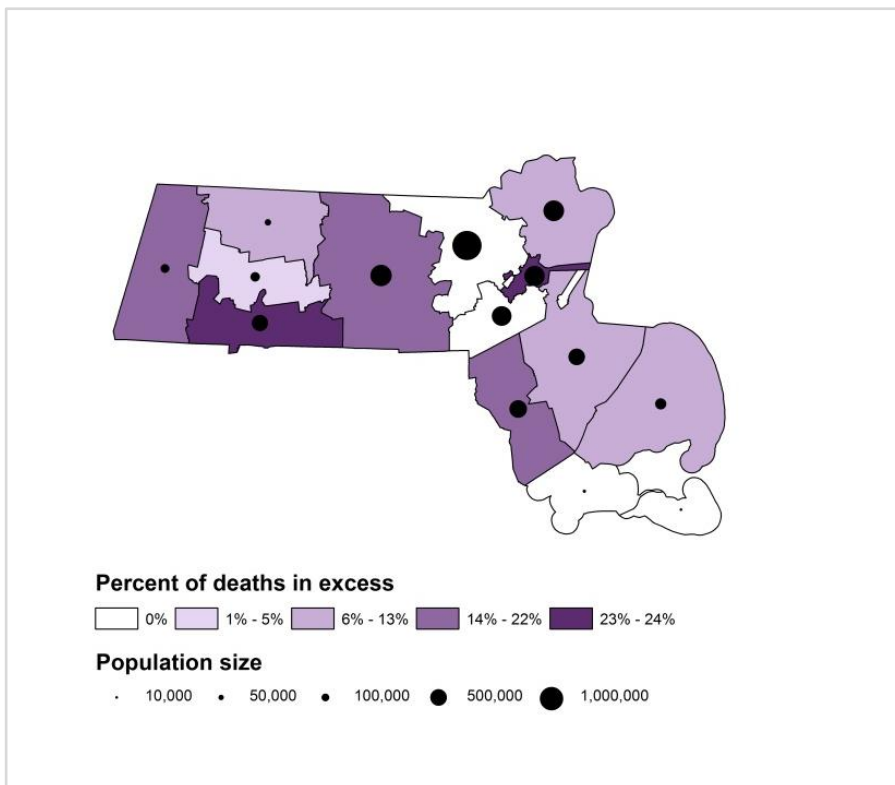 Percent of deaths in excess
0% 1% - 5% 6% - 13% 14% - 22% 23% - 24%
Population size
10,000 50,000 100,000 500,000 1,000,000